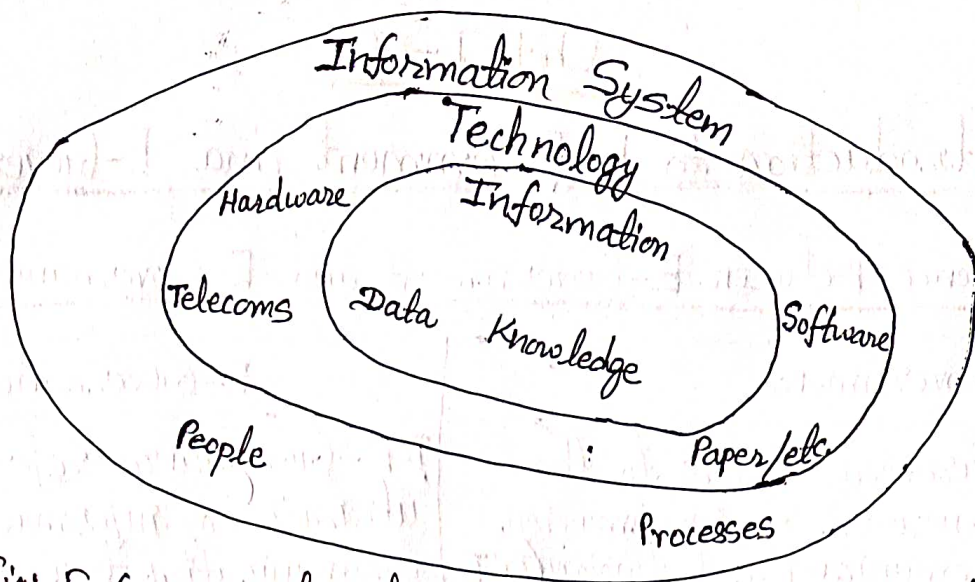 Information System
Technology
Hardware
Information
Telecoms
Data
Knowledge
Software
People
Paper/etc.
Processes